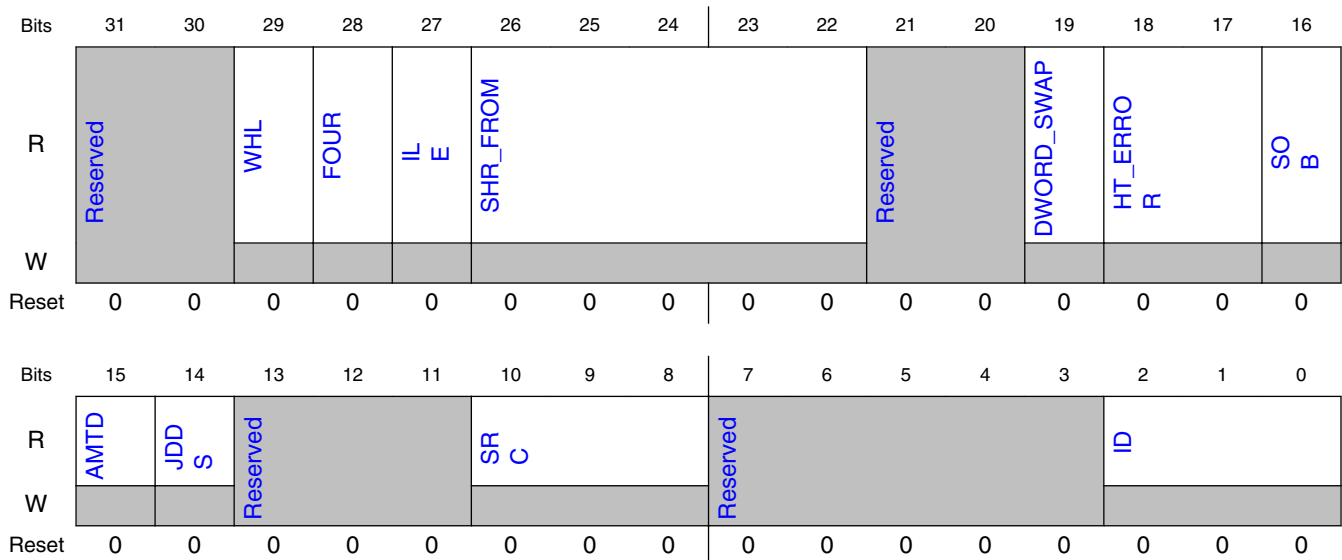 Bits 31 30 29 28 27 26 25 24 23 22 21 20 19 18 17 16
R Reserved WHL FOUR IL
E SHR_FROM Reserved DWORD_SWAP HT_ERRO
R SO
B
W
Reset 0 0 0 0 0 0 0 0 0 0 0 0 0 0 0 0
Bits 15 14 13 12 11 10 9 8 7 6 5 4 3 2 1 0
R AMTD JDD
S Reserved SR
C Reserved ID
W
Reset 0 0 0 0 0 0 0 0 0 0 0 0 0 0 0 0